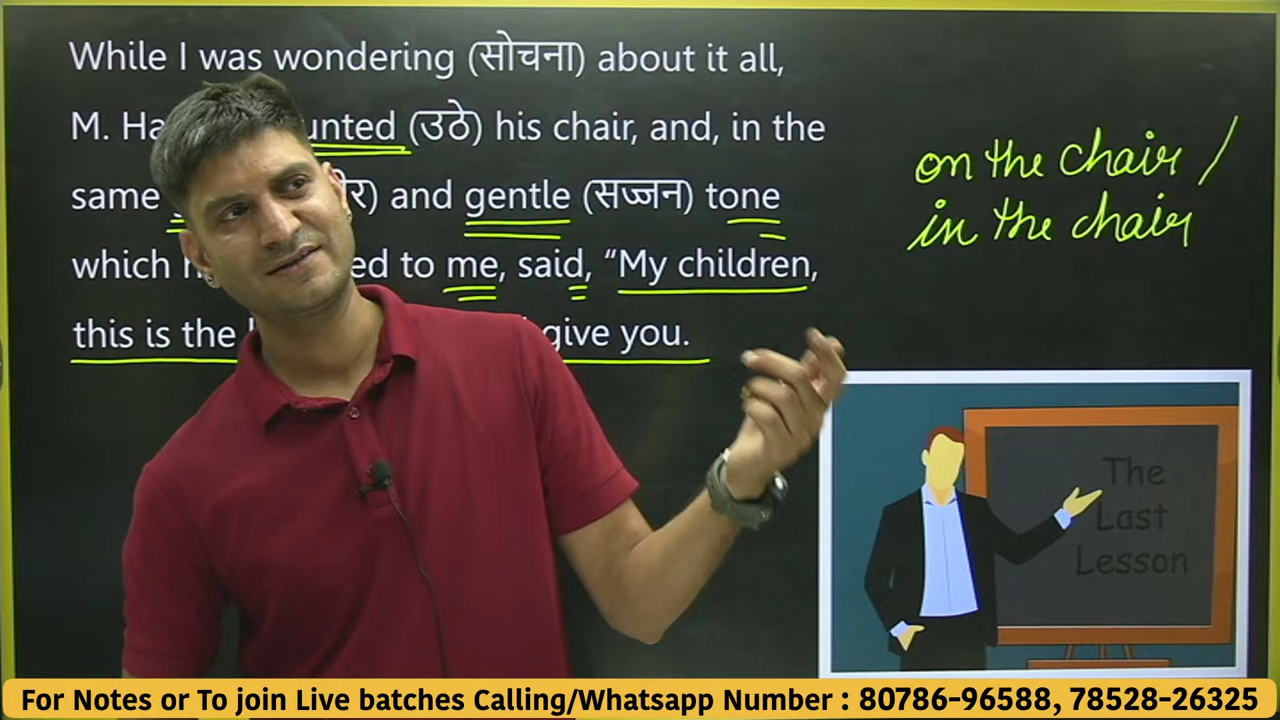 While I was wondering (सोचना) about it all,
M. Ha unted (उठे) his chair, and, in the
same र) and gentle (सज्जन) tone
which h ed to me, said, “My children,
this is the l give you.
on the chair /
in the chair
The
Last
Lesson
For Notes or To join Live batches Calling/Whatsapp Number : 80786-96588, 78528-26325